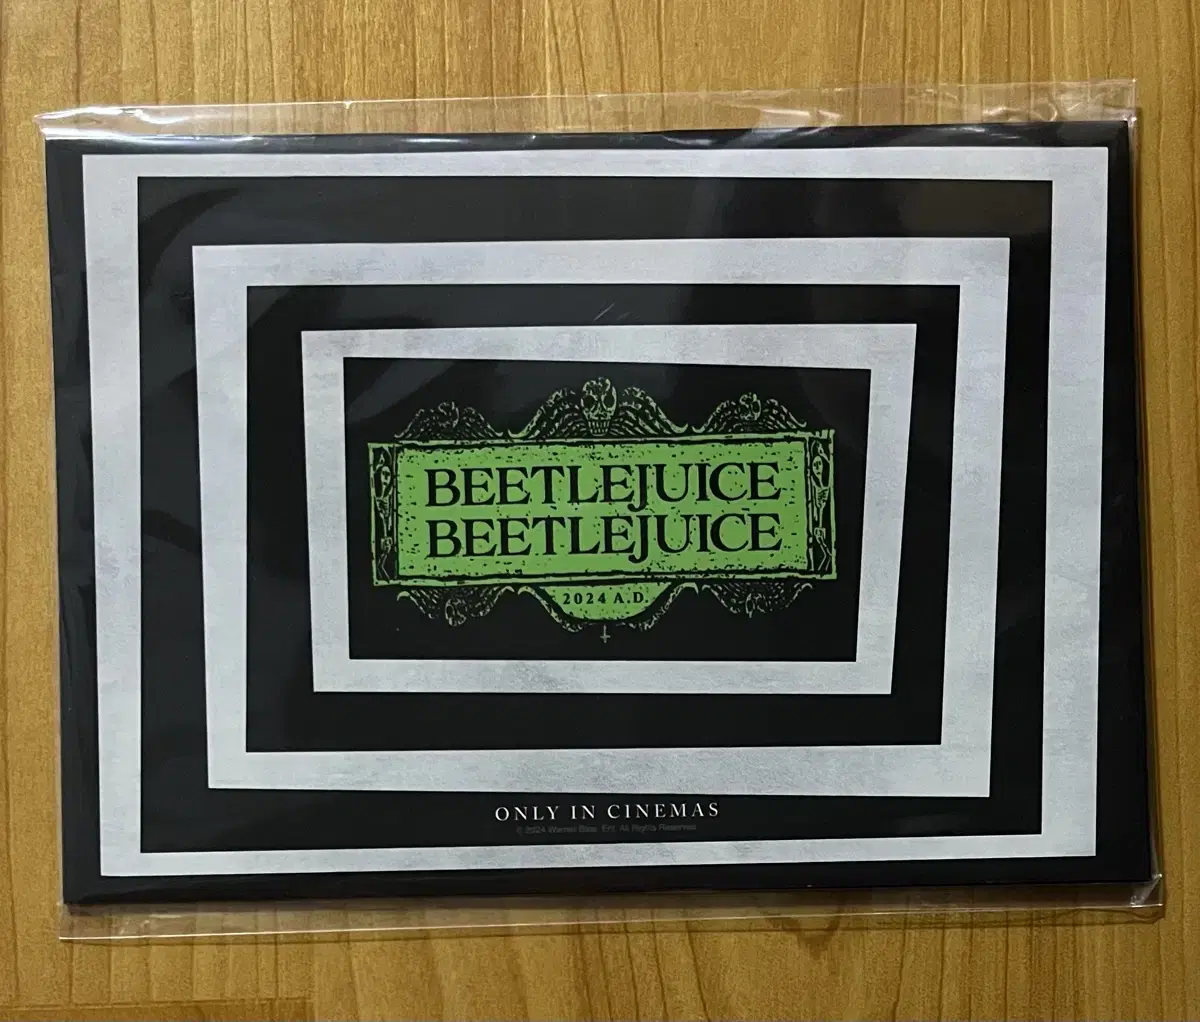 BEETLEJUICE
BEETLEJUICE
2024 A.D.
ONLY IN CINEMAS
© 2024 Warner Bros. Ent. All Rights Reserved